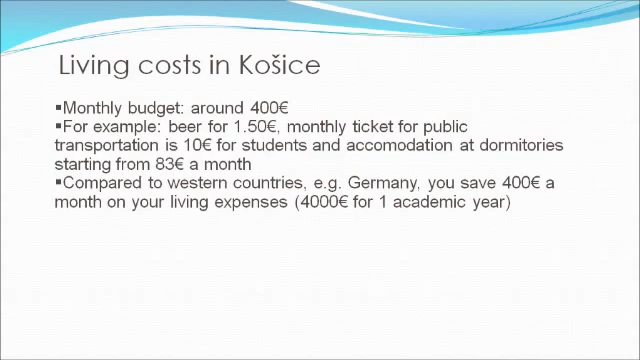 Living costs in Košice
▪Monthly budget: around 400€
▪For example: beer for 1.50€, monthly ticket for public
transportation is 10€ for students and accomodation at dormitories
starting from 83€ a month
▪Compared to western countries, e.g. Germany, you save 400€ a
month on your living expenses (4000€ for 1 academic year)